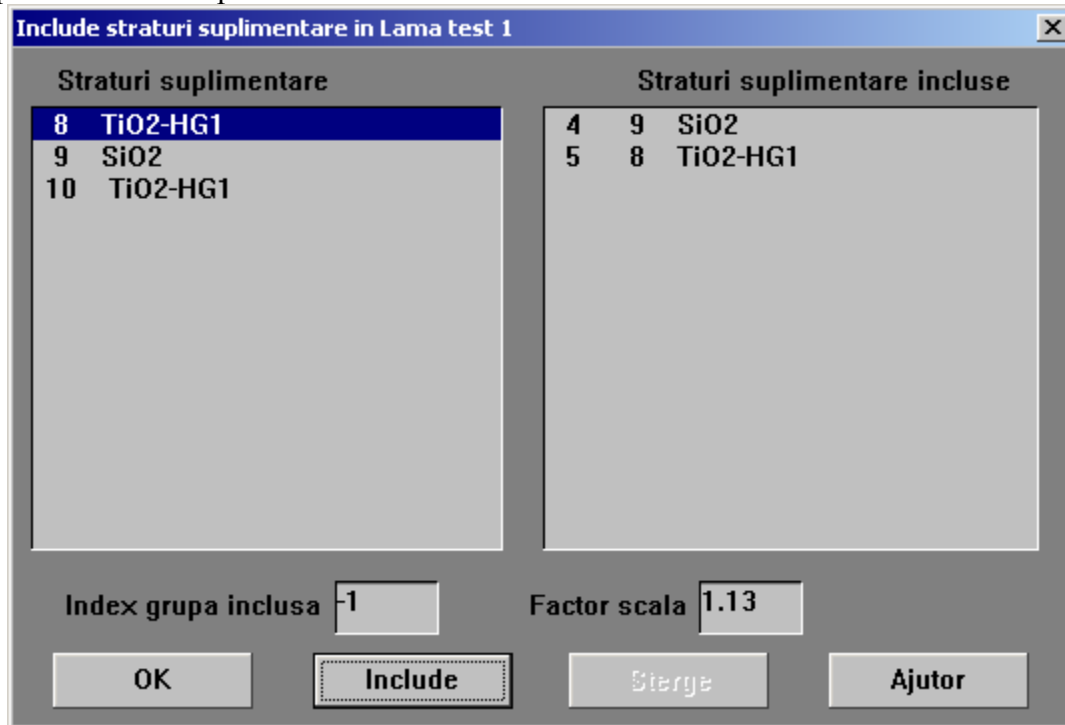 Include straturi suplimentare in Lama test 1
Straturi suplimentare
Straturi suplimentare incluse
8 TiO2-HG1
9 SiO2
10 TiO2-HG1
4 9 SiO2
5 8 TiO2-HG1
Index grupa inclusa -1
Factor scala 1.13
OK
Include
Sterge
Ajutor